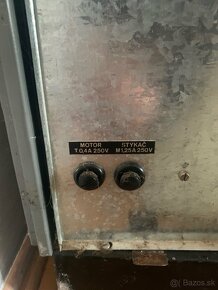 MOTOR STYKAČ
T 0,4A 250V M1,25A 250V
bazos.sk